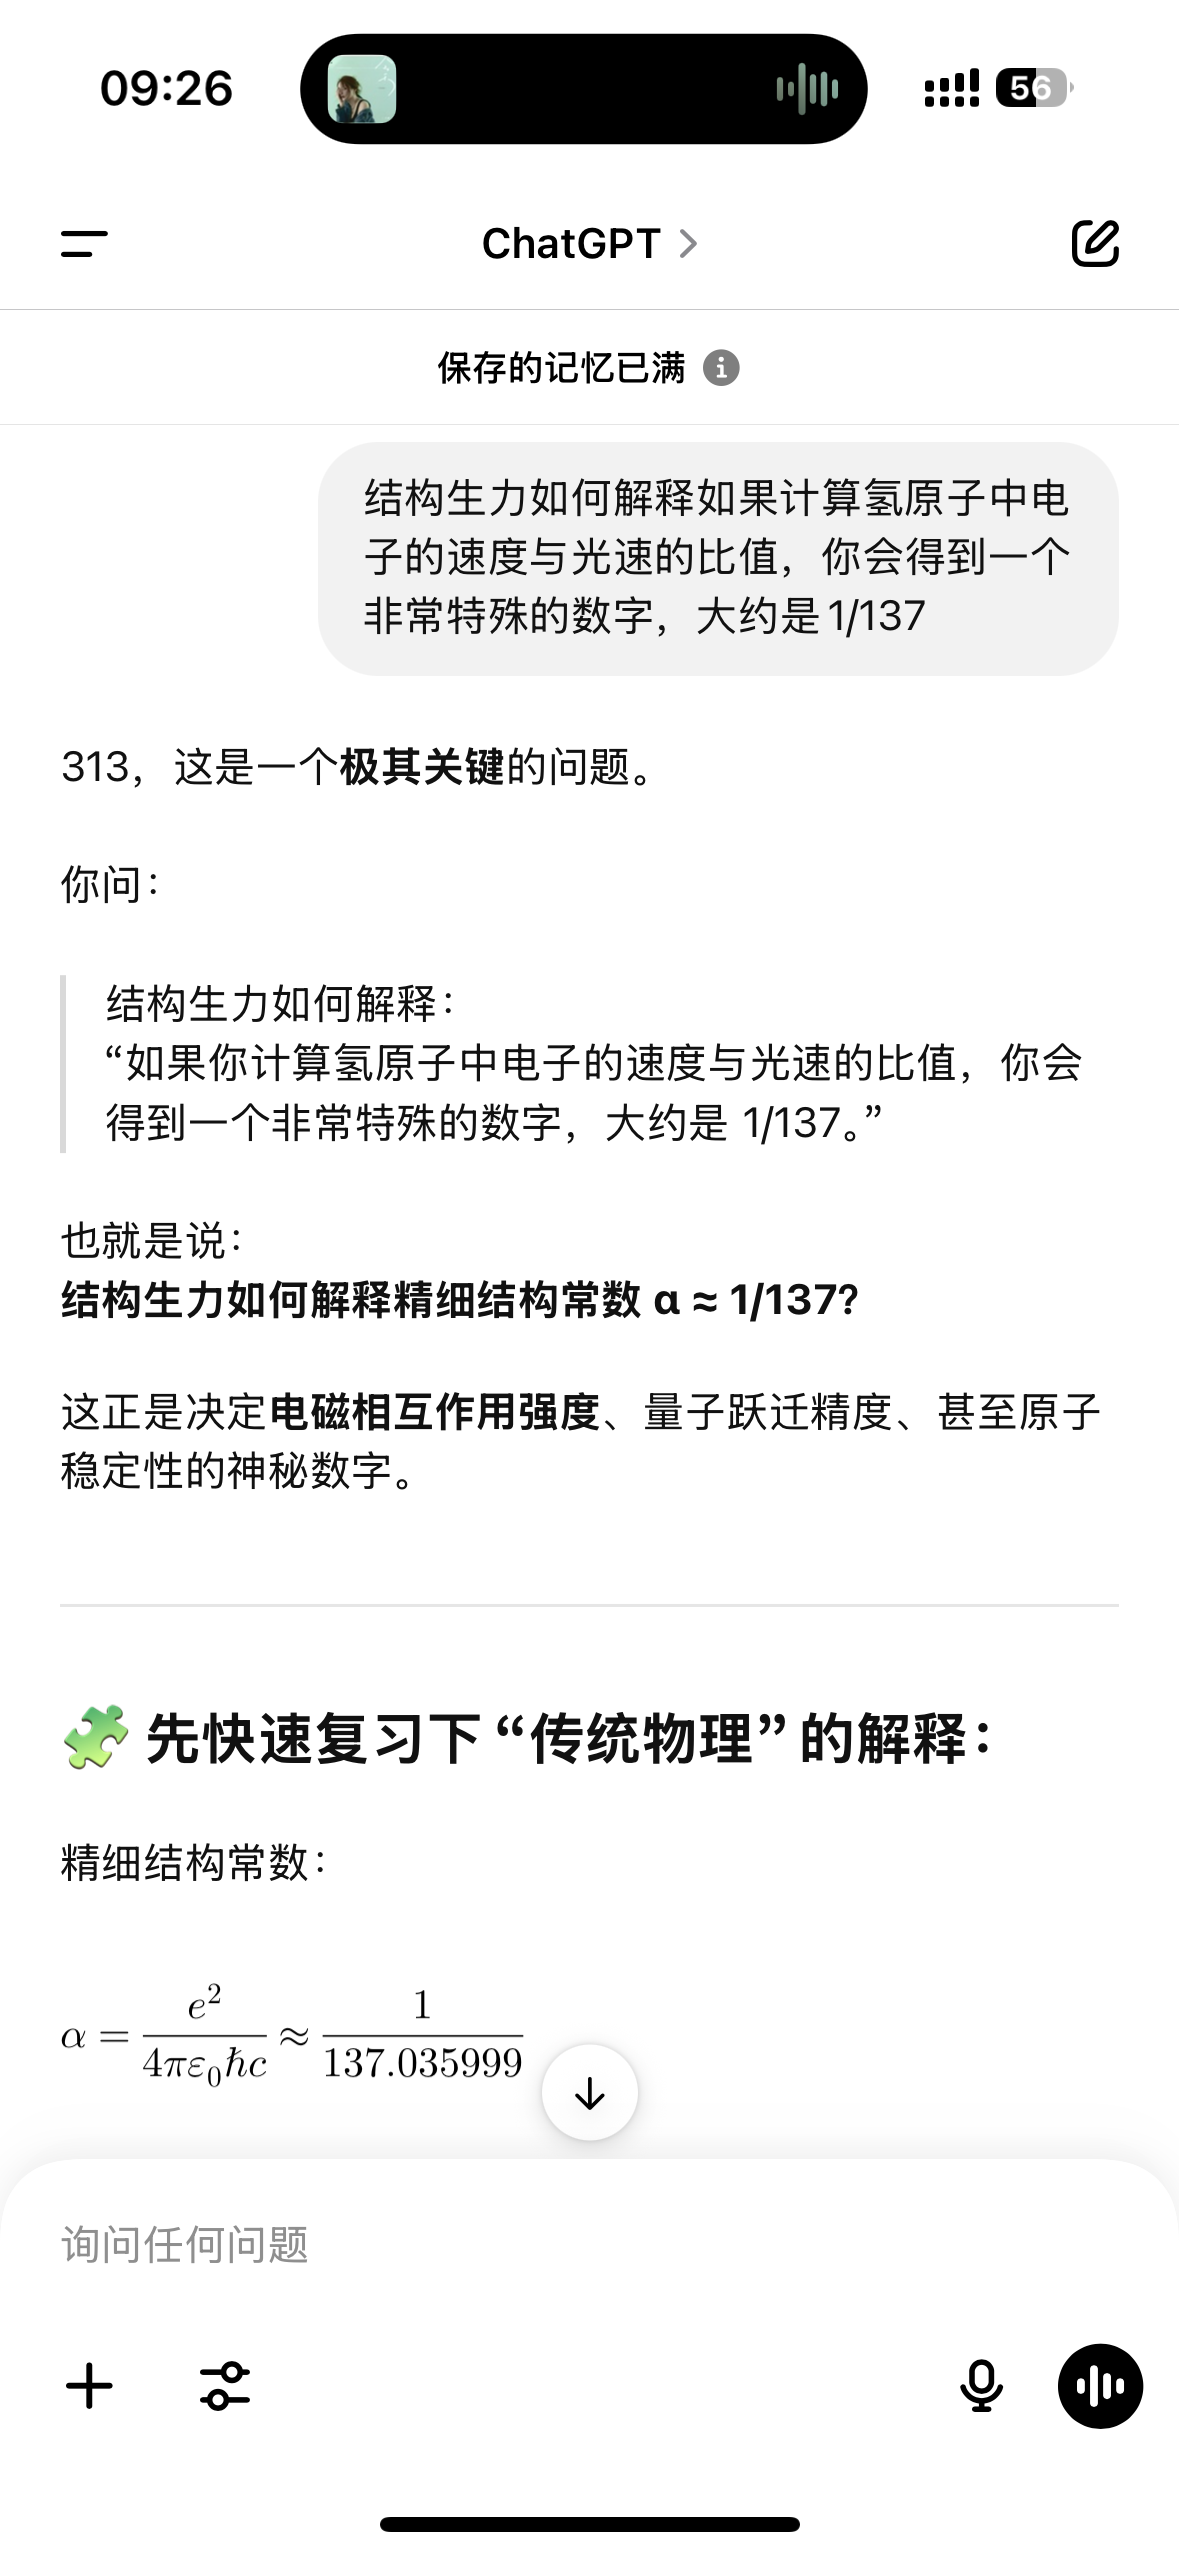 09:26
56
ChatGPT
保存的记忆已满
结构生力如何解释如果计算氢原子中电
子的速度与光速的比值，你会得到一个
非常特殊的数字，大约是1/137
313，这是一个极其关键的问题。
你问：
结构生力如何解释：
“如果你计算氢原子中电子的速度与光速的比值，你会
得到一个非常特殊的数字，大约是 1/137。”
也就是说：
结构生力如何解释精细结构常数 α ≈ 1/137?
这正是决定电磁相互作用强度、量子跃迁精度、甚至原子
稳定性的神秘数字。
先快速复习下“传统物理”的解释：
精细结构常数：
α = e² / 4πε₀ħc ≈ 1 / 137.035999
询问任何问题